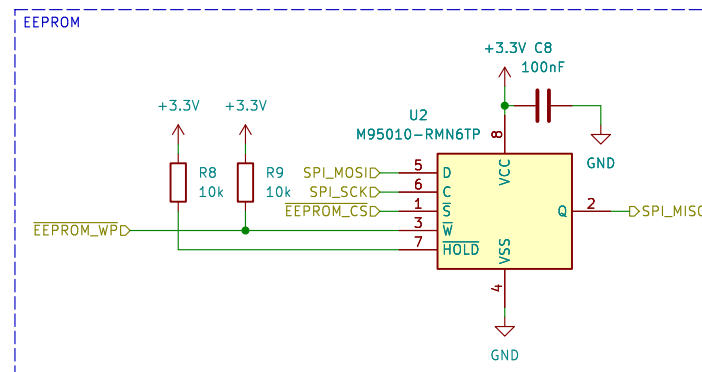 EEPROM
+3.3V C8
100nF
+3.3V +3.3V
U2
M95010-RMN6TP
8
VCC
GND
R8 R9
10k 10k
SPI_MOSI 5 D
SPI_SCK 6 C
EEPROM_CS 1 S
Q 2 SPI_MISO
EEPROM_WP 3 W
7 HOLD
VSS
4
GND